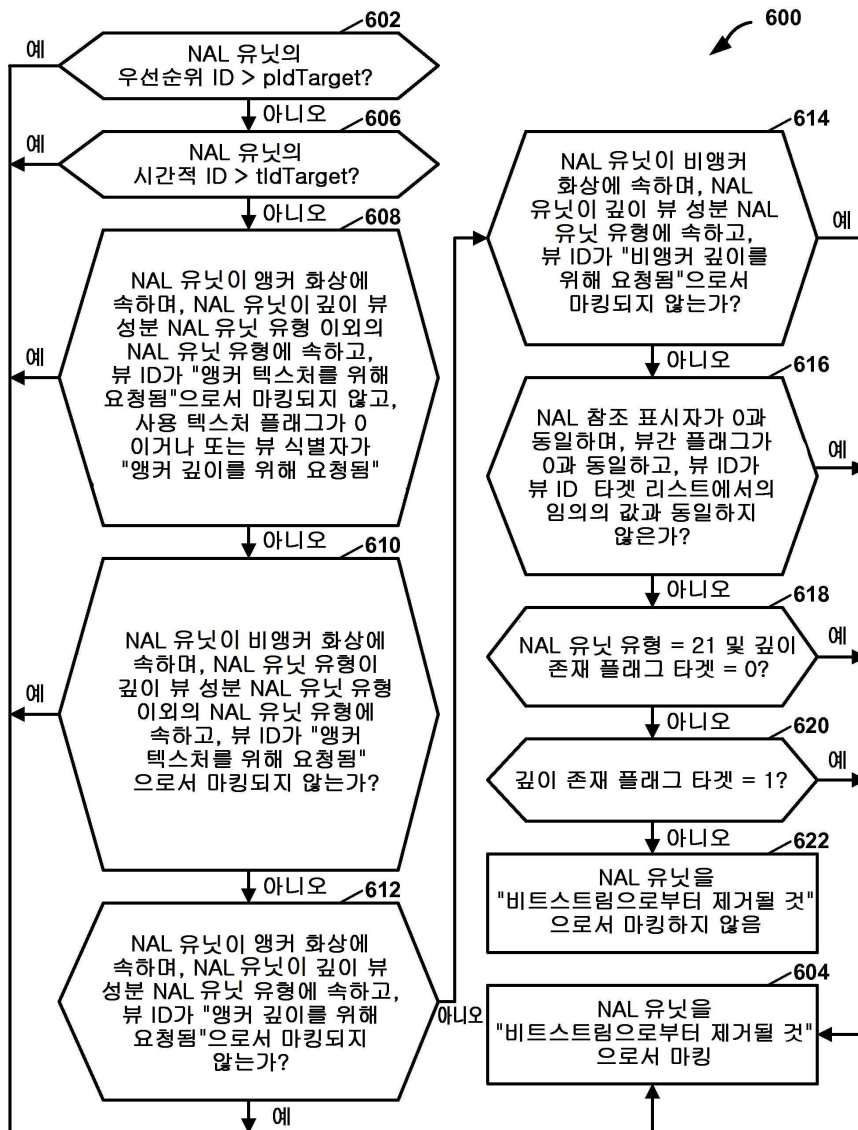 600
602
예
NAL 유닛의
우선순위 ID > pIdTarget?
아니오
606
예
NAL 유닛의
시간적 ID > tIdTarget?
아니오
608
NAL 유닛이 앵커 화상에
속하며, NAL 유닛이 깊이 뷰
성분 NAL 유닛 유형 이외의
NAL 유닛 유형에 속하고,
뷰 ID가 "앵커 텍스처를 위해
요청됨"으로서 마킹되지 않고,
사용 텍스처 플래그가 0
이거나 또는 뷰 식별자가
"앵커 깊이를 위해 요청됨"
예
아니오
610
NAL 유닛이 비앵커 화상에
속하며, NAL 유닛 유형이
깊이 뷰 성분 NAL 유닛 유형
이외의 NAL 유닛 유형에
속하고, 뷰 ID가 "앵커
텍스처를 위해 요청됨"
으로서 마킹되지 않는가?
예
아니오
612
NAL 유닛이 앵커 화상에
속하며, NAL 유닛이 깊이 뷰
성분 NAL 유닛 유형에 속하고,
뷰 ID가 "앵커 깊이를 위해
요청됨"으로서 마킹되지
않는가?
아니오
예
614
NAL 유닛이 비앵커
화상에 속하며, NAL
유닛이 깊이 뷰 성분 NAL
유닛 유형에 속하고,
뷰 ID가 "비앵커 깊이를
위해 요청됨"으로서
마킹되지 않는가?
예
아니오
616
NAL 참조 표시자가 0과
동일하며, 뷰간 플래그가
0과 동일하고, 뷰 ID가
뷰 ID 타겟 리스트에서의
임의의 값과 동일하지
않은가?
예
아니오
618
NAL 유닛 유형 = 21 및 깊이
존재 플래그 타겟 = 0?
예
아니오
620
깊이 존재 플래그 타겟 = 1?
예
아니오
622
NAL 유닛을
"비트스트림으로부터 제거될 것"
으로서 마킹하지 않음
604
NAL 유닛을
"비트스트림으로부터 제거될 것"
으로서 마킹